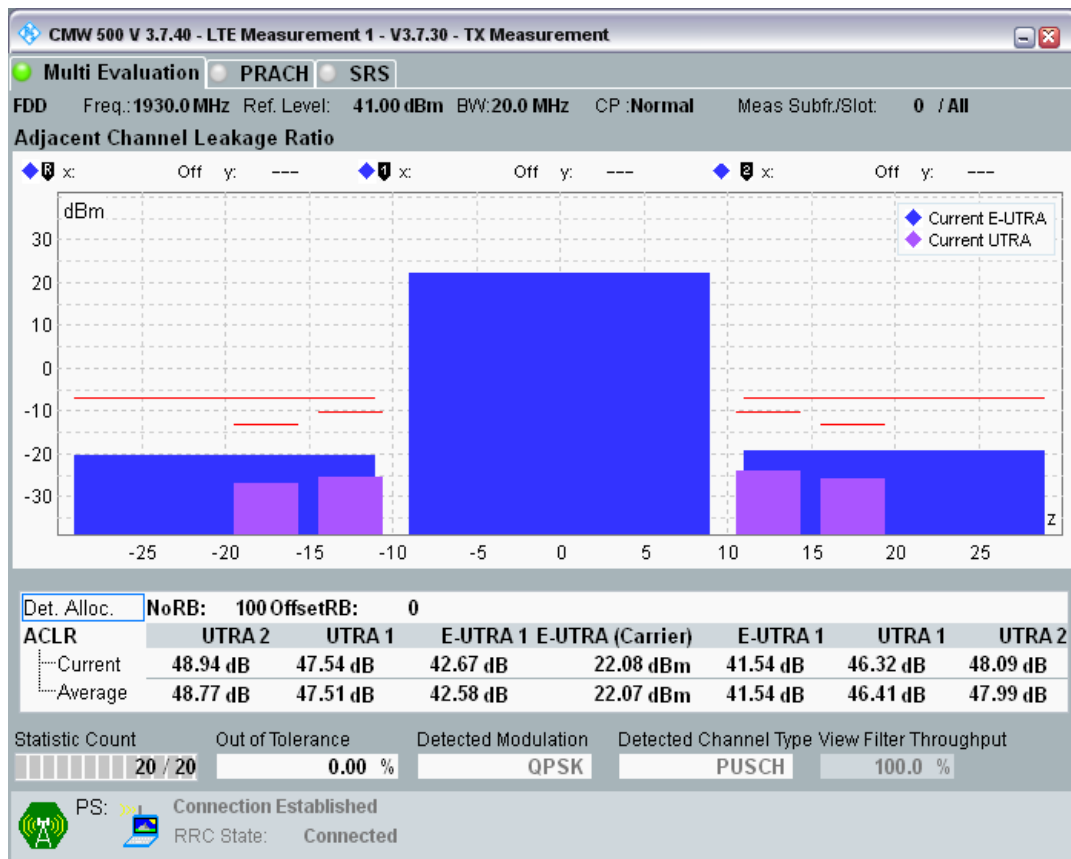 CMW 500 V 3.7.40 - LTE Measurement 1 - V3.7.30 - TX Measurement
Multi Evaluation PRACH SRS
FDD Freq.:1930.0 MHz Ref. Level: 41.00 dBm BW:20.0 MHz CP :Normal Meas Subfr./Slot: 0 / All
Adjacent Channel Leakage Ratio
R x: Off y: --- 1 x: Off y: --- 2 x: Off y: ---
dBm
Current E-UTRA
Current UTRA
30
20
10
0
-10
-20
-30
z
-25 -20 -15 -10 -5 0 5 10 15 20 25
Det. Alloc. NoRB: 100 OffsetRB: 0
ACLR UTRA 2 UTRA 1 E-UTRA 1 E-UTRA (Carrier) E-UTRA 1 UTRA 1 UTRA 2
Current 48.94 dB 47.54 dB 42.67 dB 22.08 dBm 41.54 dB 46.32 dB 48.09 dB
Average 48.77 dB 47.51 dB 42.58 dB 22.07 dBm 41.54 dB 46.41 dB 47.99 dB
Statistic Count Out of Tolerance Detected Modulation Detected Channel Type View Filter Throughput
20 / 20 0.00 % QPSK PUSCH 100.0 %
PS: Connection Established
RRC State: Connected